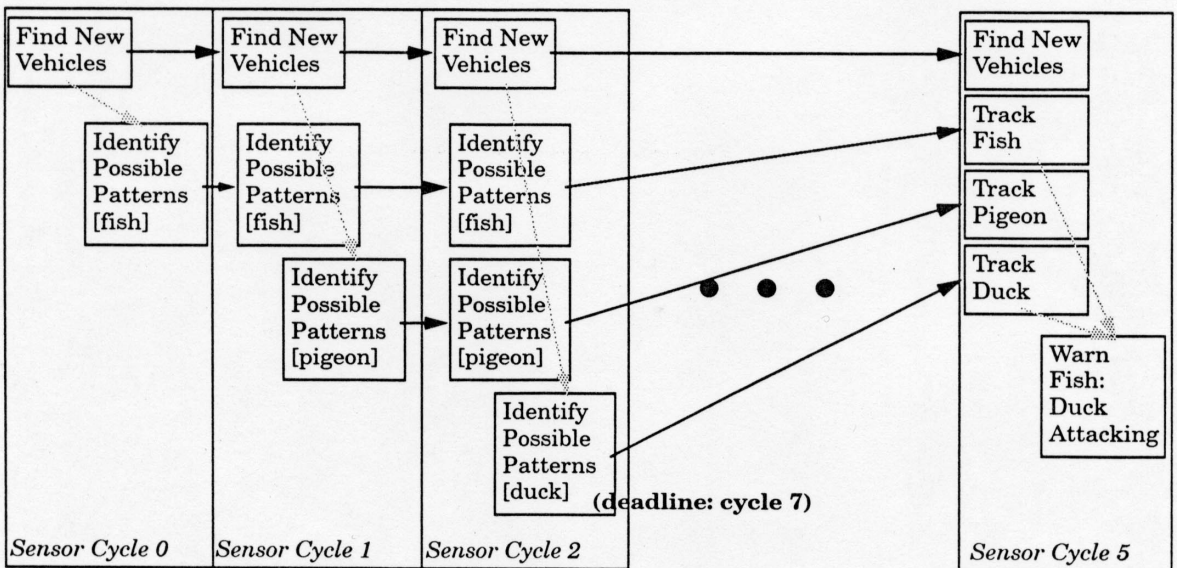 Find New
Vehicles
Identify
Possible
Patterns
[fish]
Sensor Cycle 0
Find New
Vehicles
Identify
Possible
Patterns
[fish]
Identify
Possible
Patterns
[pigeon]
Sensor Cycle 1
Find New
Vehicles
Identify
Possible
Patterns
[fish]
Identify
Possible
Patterns
[pigeon]
Identify
Possible
Patterns
[duck]
(deadline: cycle 7)
Sensor Cycle 2
Find New
Vehicles
Track
Fish
Track
Pigeon
Track
Duck
Warn
Fish:
Duck
Attacking
Sensor Cycle 5